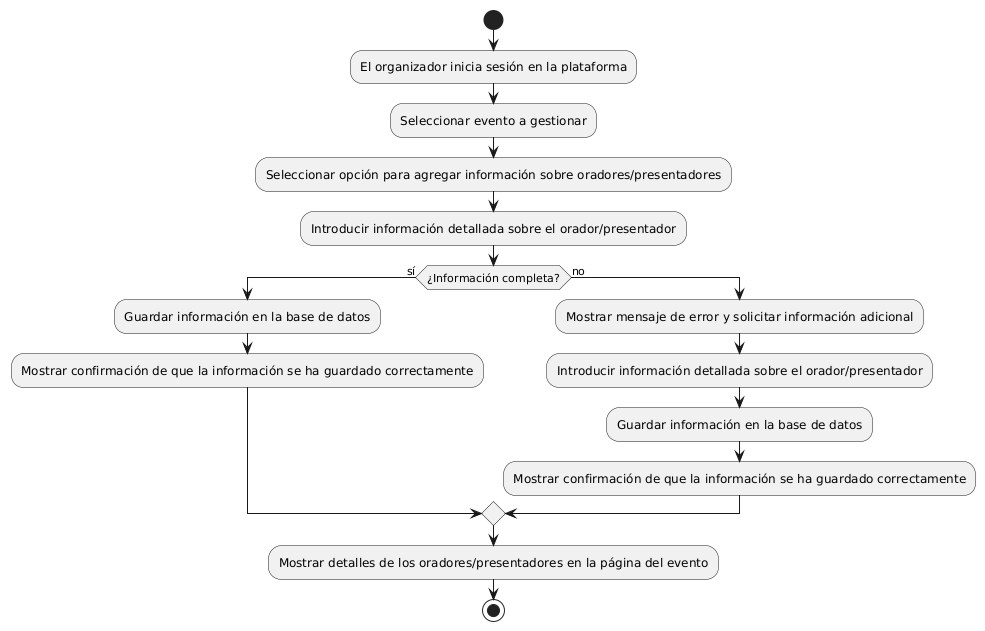 El organizador inicia sesión en la plataforma
Seleccionar evento a gestionar
Seleccionar opción para agregar información sobre oradores/presentadores
Introducir información detallada sobre el orador/presentador
sí
¿Información completa?
no
Guardar información en la base de datos
Mostrar confirmación de que la información se ha guardado correctamente
Mostrar mensaje de error y solicitar información adicional
Introducir información detallada sobre el orador/presentador
Guardar información en la base de datos
Mostrar confirmación de que la información se ha guardado correctamente
Mostrar detalles de los oradores/presentadores en la página del evento